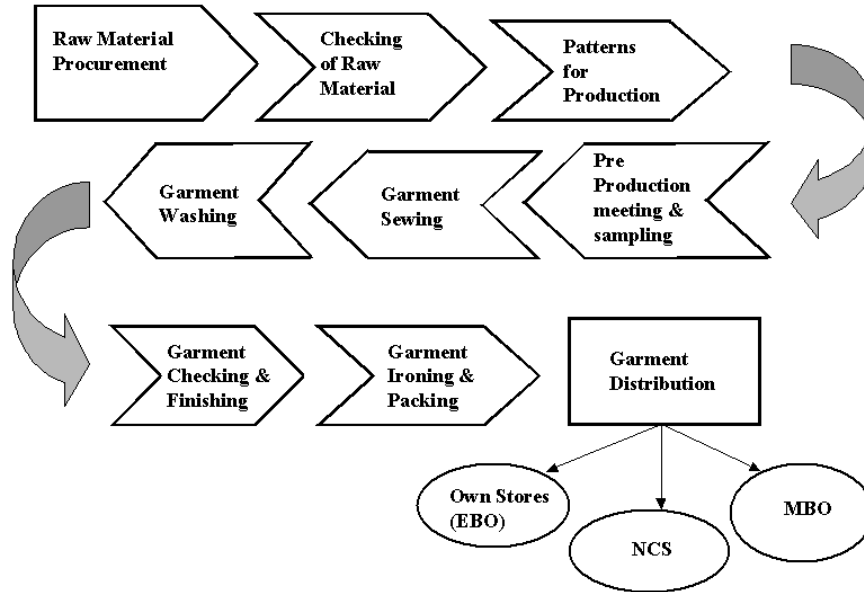 Raw Material
Procurement
Checking
of Raw
Material
Patterns
for
Production
Pre
Production
meeting &
sampling
Garment
Sewing
Garment
Washing
Garment
Checking &
Finishing
Garment
Ironing &
Packing
Garment
Distribution
Own Stores
(EBO)
NCS
MBO